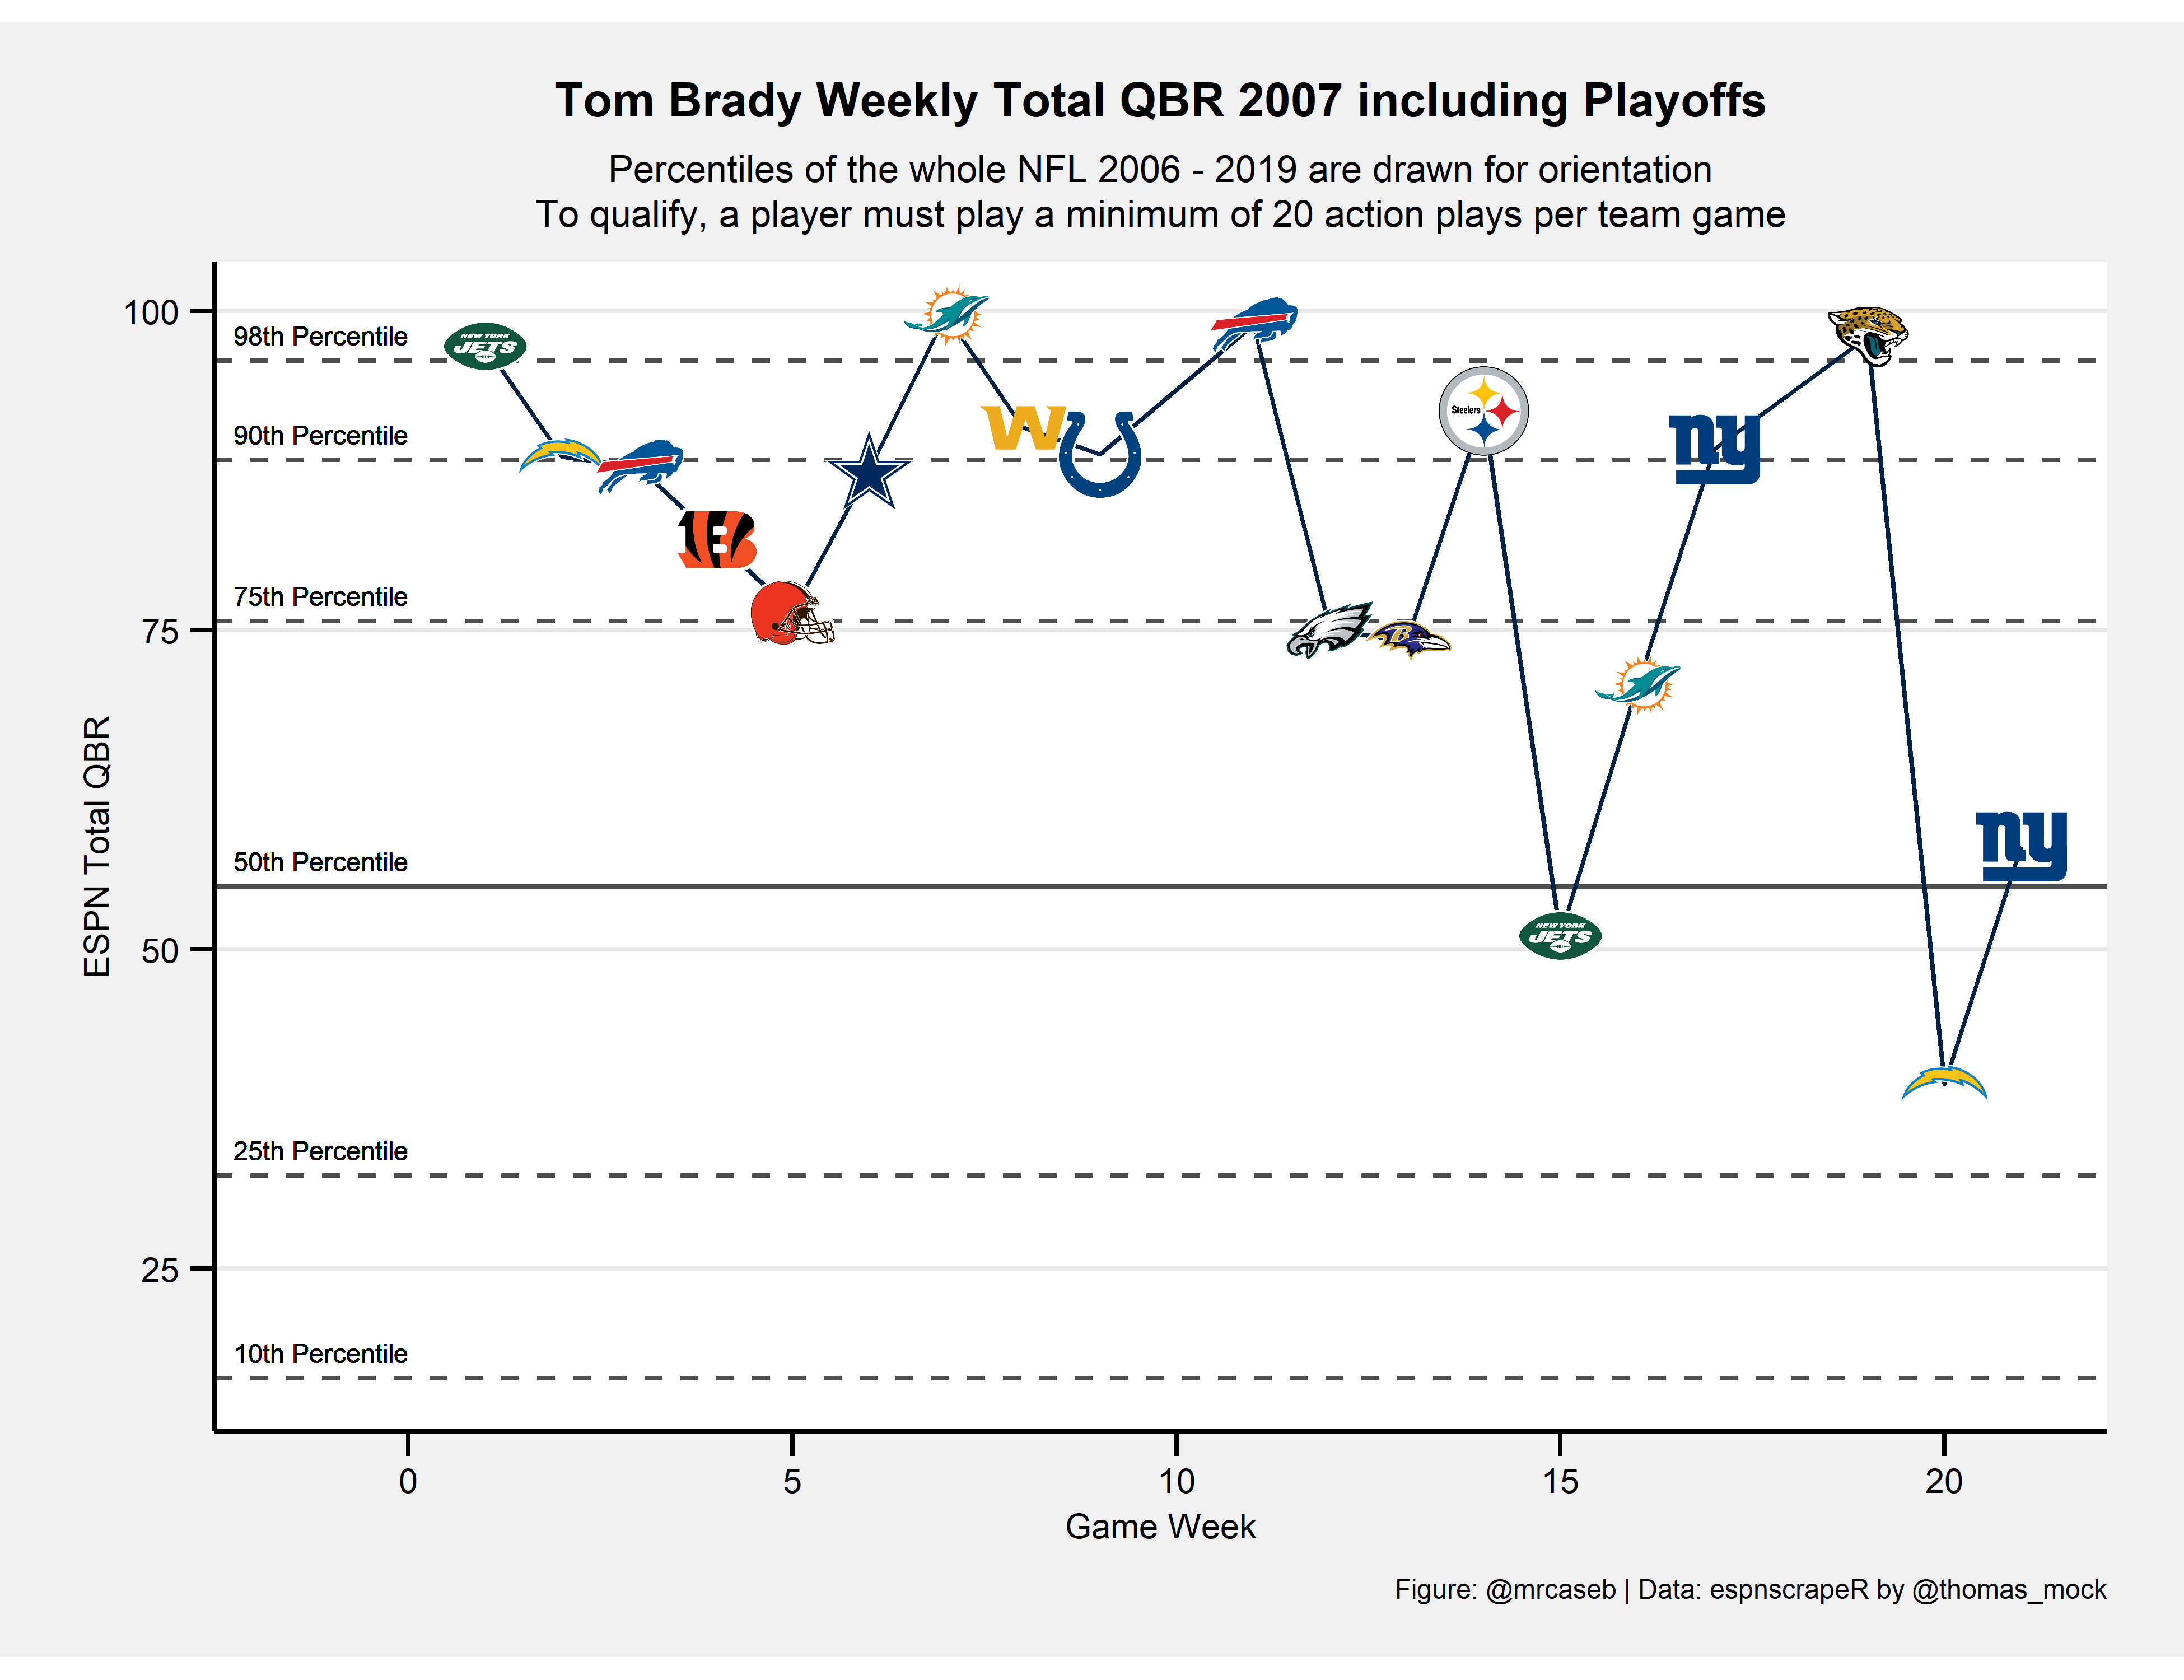 Tom Brady Weekly Total QBR 2007 including Playoffs
Percentiles of the whole NFL 2006 - 2019 are drawn for orientation
To qualify, a player must play a minimum of 20 action plays per team game
ESPN Total QBR
100
75
50
25
98th Percentile
90th Percentile
75th Percentile
50th Percentile
25th Percentile
10th Percentile
NEW YORK
JETS
B
W
B
Steelers
NEW YORK
JETS
ny
ny
0 5 10 15 20
Game Week
Figure: @mrcaseb | Data: espnscrapeR by @thomas_mock